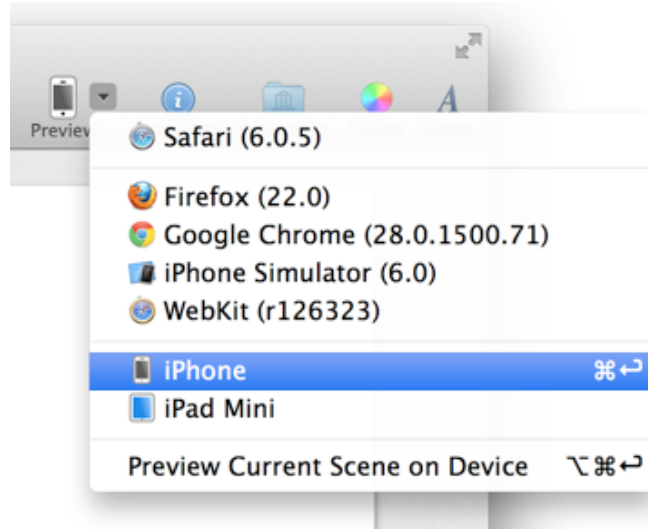 Preview
Safari (6.0.5)
Firefox (22.0)
Google Chrome (28.0.1500.71)
iPhone Simulator (6.0)
WebKit (r126323)
iPhone ⌘↩
iPad Mini
Preview Current Scene on Device ⌥⌘↩